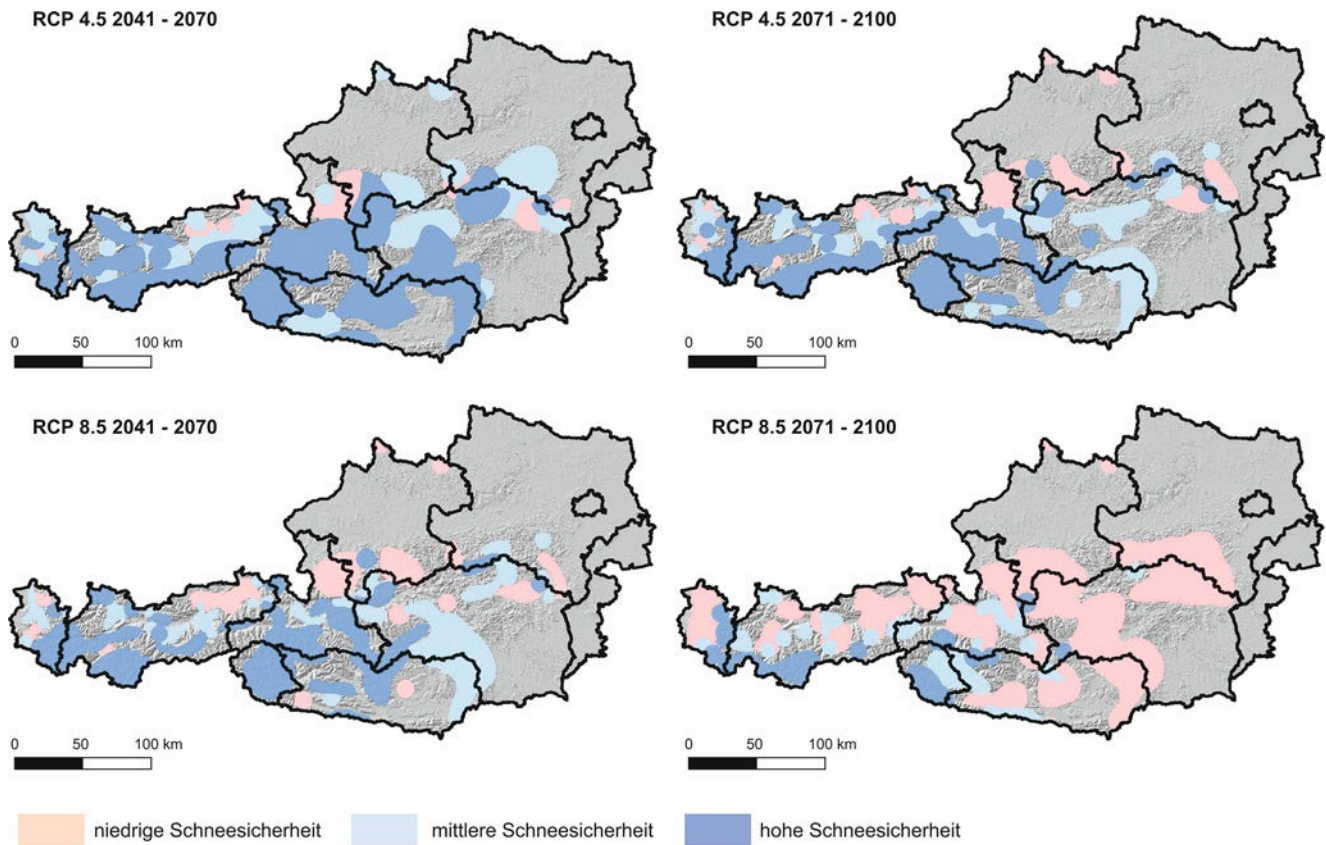 RCP 4.5 2041 - 2070
RCP 4.5 2071 - 2100
0 50 100 km
0 50 100 km
RCP 8.5 2041 - 2070
RCP 8.5 2071 - 2100
0 50 100 km
0 50 100 km
niedrige Schneesicherheit
mittlere Schneesicherheit
hohe Schneesicherheit